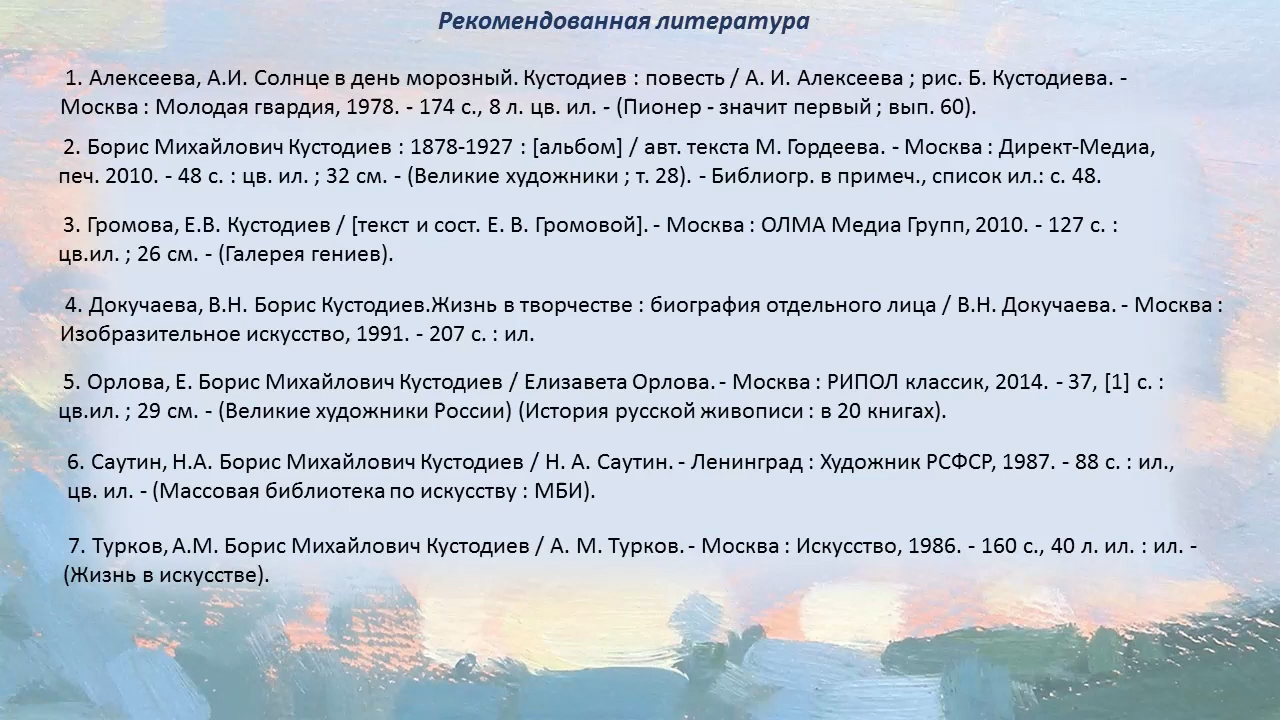 Рекомендованная литература
1. Алексеева, А.И. Солнце в день морозный. Кустодиев : повесть / А. И. Алексеева ; рис. Б. Кустодиева. -
Москва : Молодая гвардия, 1978. - 174 с., 8 л. цв. ил. - (Пионер - значит первый ; вып. 60).
2. Борис Михайлович Кустодиев : 1878-1927 : [альбом] / авт. текста М. Гордеева. - Москва : Директ-Медиа,
печ. 2010. - 48 с. : цв. ил. ; 32 см. - (Великие художники ; т. 28). - Библиогр. в примеч., список ил.: с. 48.
3. Громова, Е.В. Кустодиев / [текст и сост. Е. В. Громовой]. - Москва : ОЛМА Медиа Групп, 2010. - 127 с. :
цв.ил. ; 26 см. - (Галерея гениев).
4. Докучаева, В.Н. Борис Кустодиев.Жизнь в творчестве : биография отдельного лица / В.Н. Докучаева. - Москва :
Изобразительное искусство, 1991. - 207 с. : ил.
5. Орлова, Е. Борис Михайлович Кустодиев / Елизавета Орлова. - Москва : РИПОЛ классик, 2014. - 37, [1] с. :
цв.ил. ; 29 см. - (Великие художники России) (История русской живописи : в 20 книгах).
6. Саутин, Н.А. Борис Михайлович Кустодиев / Н. А. Саутин. - Ленинград : Художник РСФСР, 1987. - 88 с. : ил.,
цв. ил. - (Массовая библиотека по искусству : МБИ).
7. Турков, А.М. Борис Михайлович Кустодиев / А. М. Турков. - Москва : Искусство, 1986. - 160 с., 40 л. ил. : ил. -
(Жизнь в искусстве).